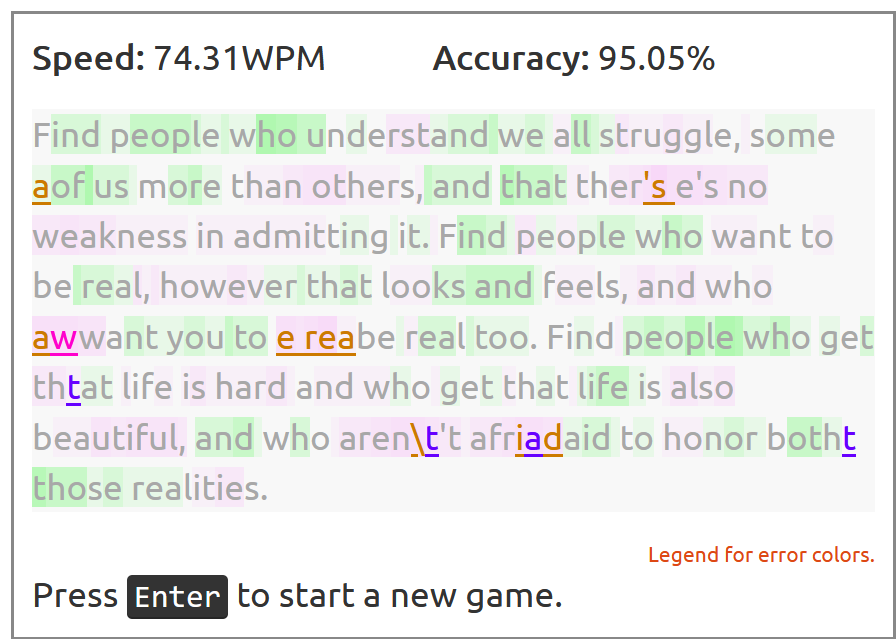 Speed: 74.31WPM Accuracy: 95.05%
Find people who understand we all struggle, some
aof us more than others, and that ther's e's no
weakness in admitting it. Find people who want to
be real, however that looks and feels, and who
awwant you to e reabe real too. Find people who get
thtat life is hard and who get that life is also
beautiful, and who aren\t't afriadaid to honor botht
those realities.
Legend for error colors.
Press Enter to start a new game.